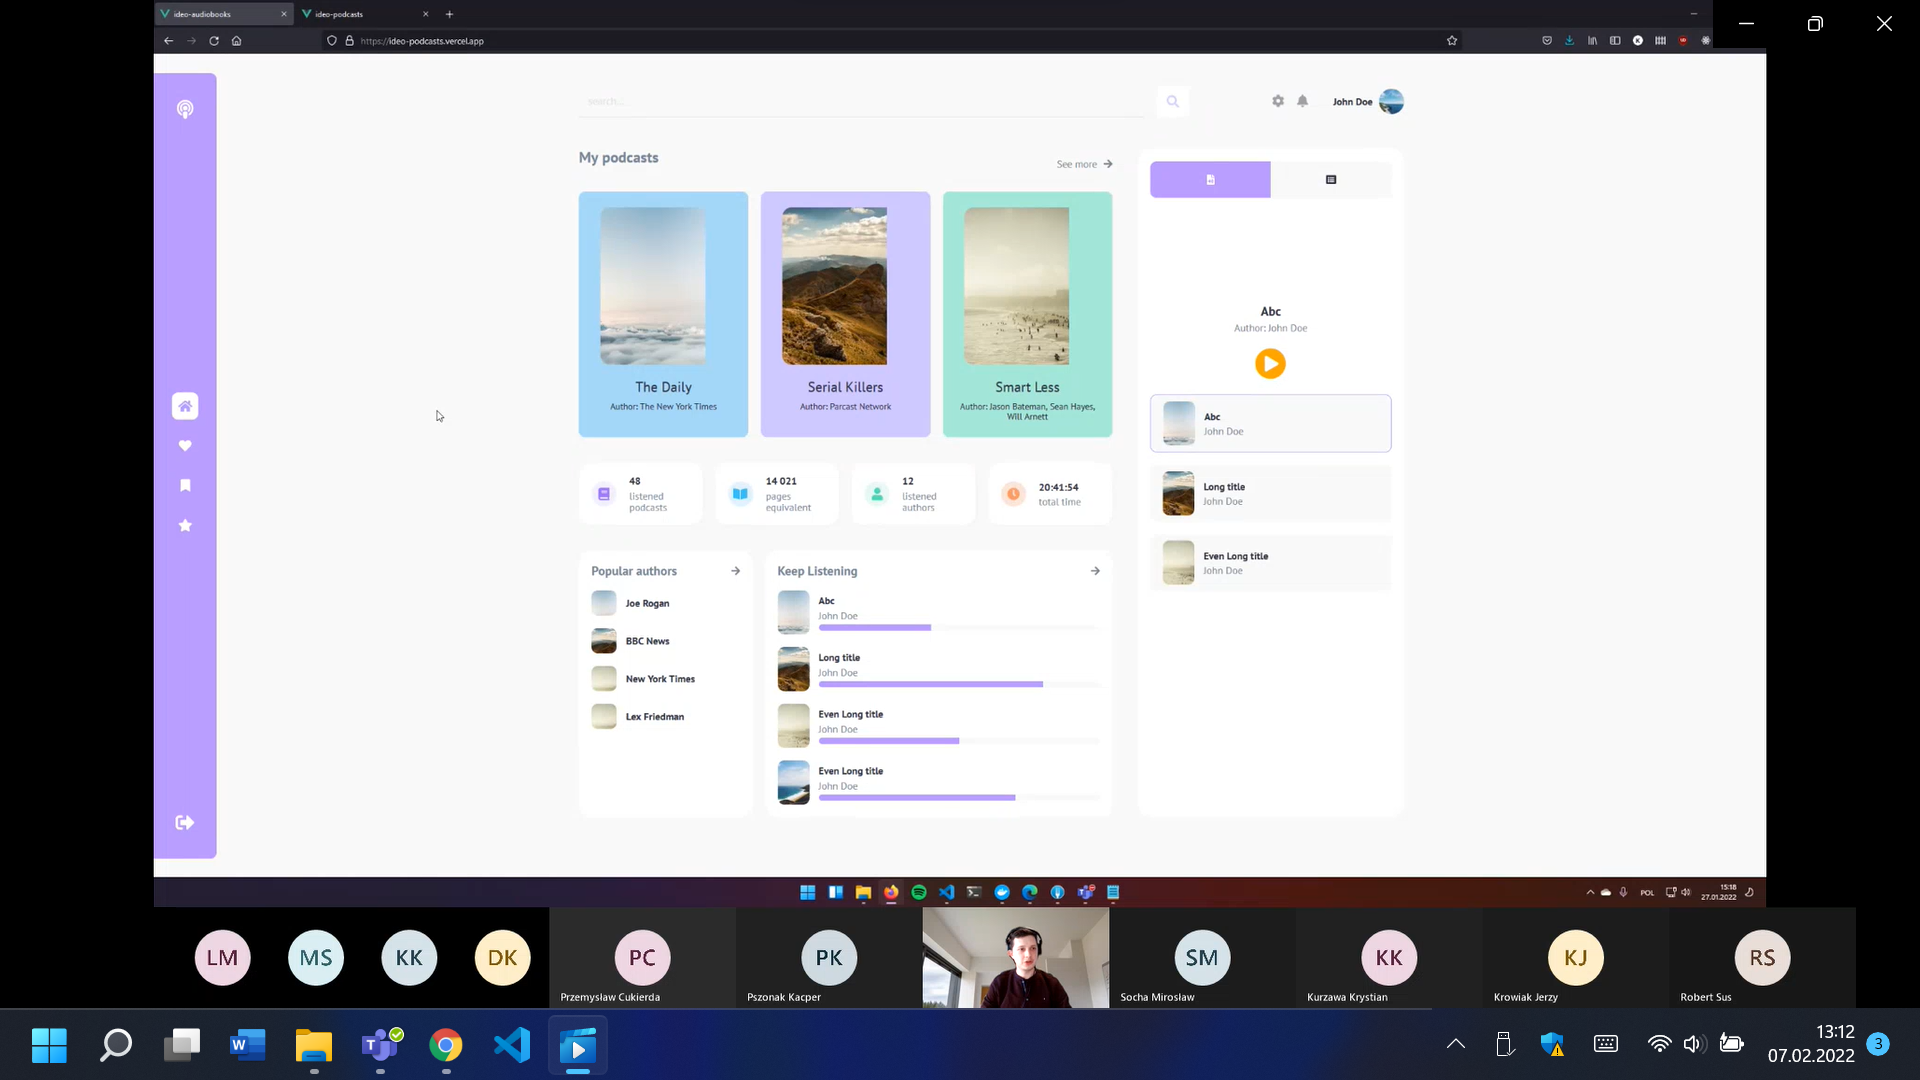 ideo-audiobooks
ideo-podcasts
https://ideo-podcasts.vercel.app
search...
John Doe
My podcasts
See more
The Daily
Author: The New York Times
Serial Killers
Author: Parcast Network
Smart Less
Author: Jason Bateman, Sean Hayes,
Will Arnett
48
listened
podcasts
14 021
pages
equivalent
12
listened
authors
20:41:54
total time
Popular authors
Joe Rogan
BBC News
New York Times
Lex Friedman
Keep Listening
Abc
John Doe
Long title
John Doe
Even Long title
John Doe
Even Long title
John Doe
Abc
Author: John Doe
Abc
John Doe
Long title
John Doe
Even Long title
John Doe
POL
15:18
27.01.2022
LM
MS
KK
DK
PC
Przemysław Cukierda
PK
Pszonak Kacper
SM
Socha Mirosław
KK
Kurzawa Krystian
KJ
Krowiak Jerzy
RS
Robert Sus
13:12
07.02.2022
3